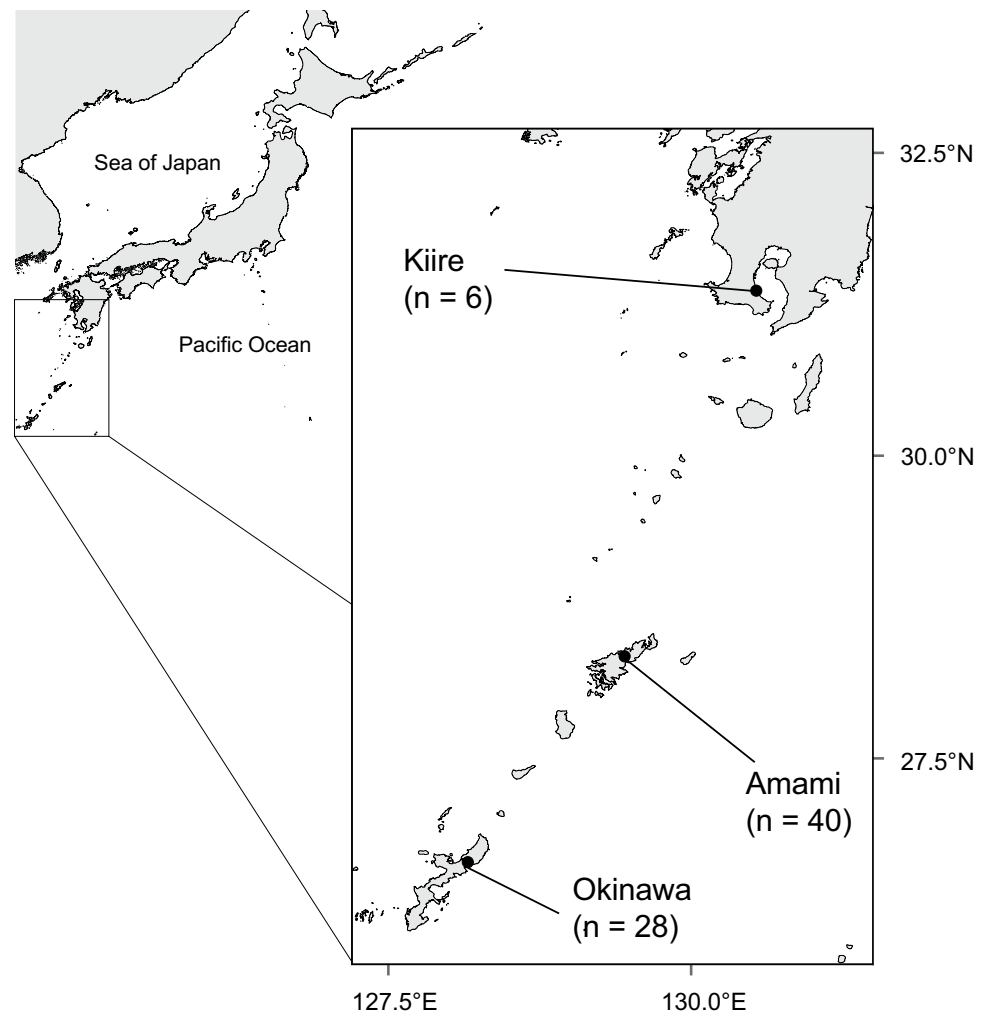 Sea of Japan
Pacific Ocean
Kiire
(n = 6)
Amami
(n = 40)
Okinawa
(n = 28)
32.5°N
30.0°N
27.5°N
127.5°E
130.0°E